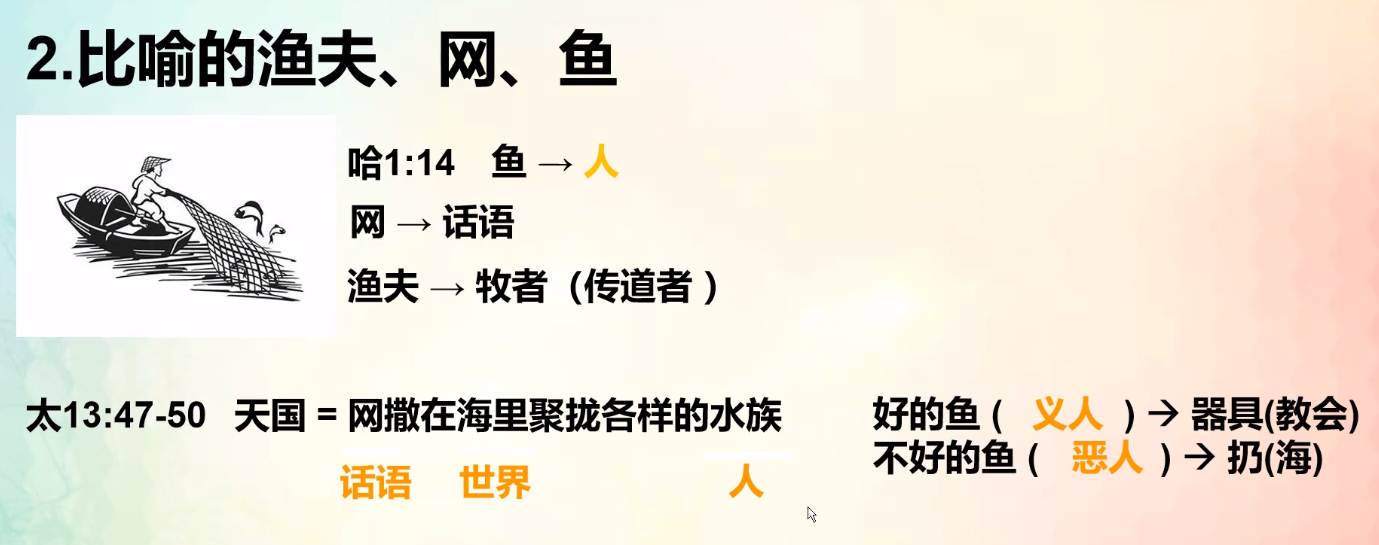 2.比喻的渔夫、网、鱼
哈1:14 鱼 → 人
网 → 话语
渔夫 → 牧者（传道者 ）
太13:47-50 天国 = 网撒在海里聚拢各样的水族
话语 世界 人
好的鱼 ( 义人 ) → 器具(教会)
不好的鱼 ( 恶人 ) → 扔(海)